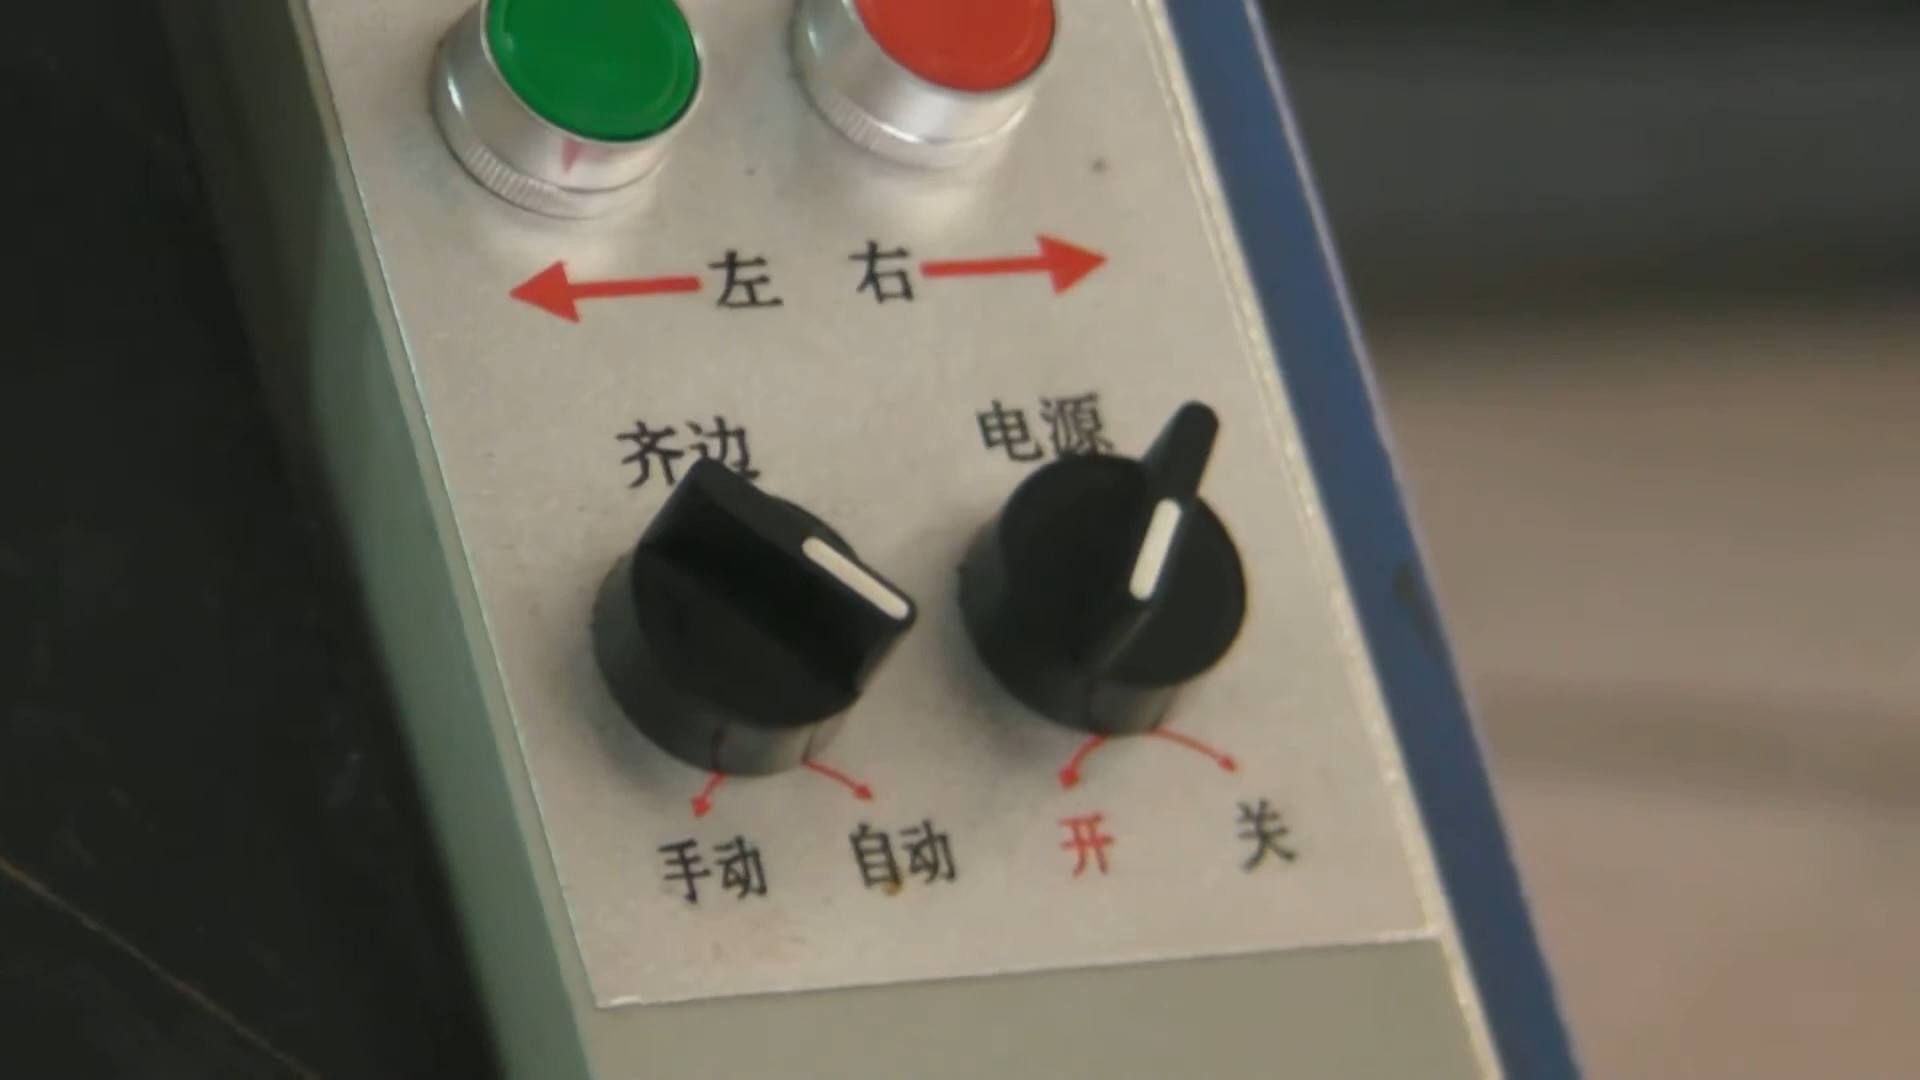 左 右
齐边 电源
手动 自动 开 关